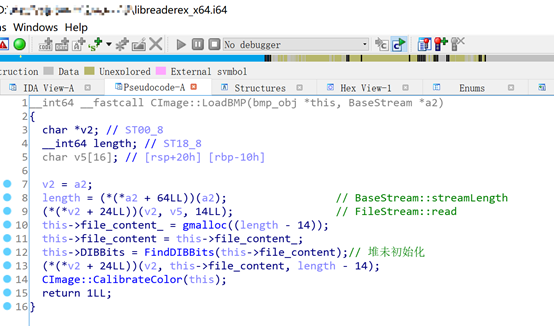 \libreaderex_x64.i64
ws Windows Help
No debugger
truction Data Unexplored External symbol
IDA View-A Pseudocode-A Structures Hex View-1 Enums
1 __int64 __fastcall CImage::LoadBMP(bmp_obj *this, BaseStream *a2)
2 {
3 char *v2; // ST00_8
4 __int64 length; // ST18_8
5 char v5[16]; // [rsp+20h] [rbp-10h]
6
7 v2 = a2;
8 length = (*(*a2 + 64LL))(a2); // BaseStream::streamLength
9 (*(*v2 + 24LL))(v2, v5, 14LL); // FileStream::read
10 this->file_content_ = gmalloc((length - 14));
11 this->file_content = this->file_content_;
12 this->DIBBits = FindDIBBits(this->file_content);// 堆未初始化
13 (*(*v2 + 24LL))(v2, this->file_content, length - 14);
14 CImage::CalibrateColor(this);
15 return 1LL;
16 }